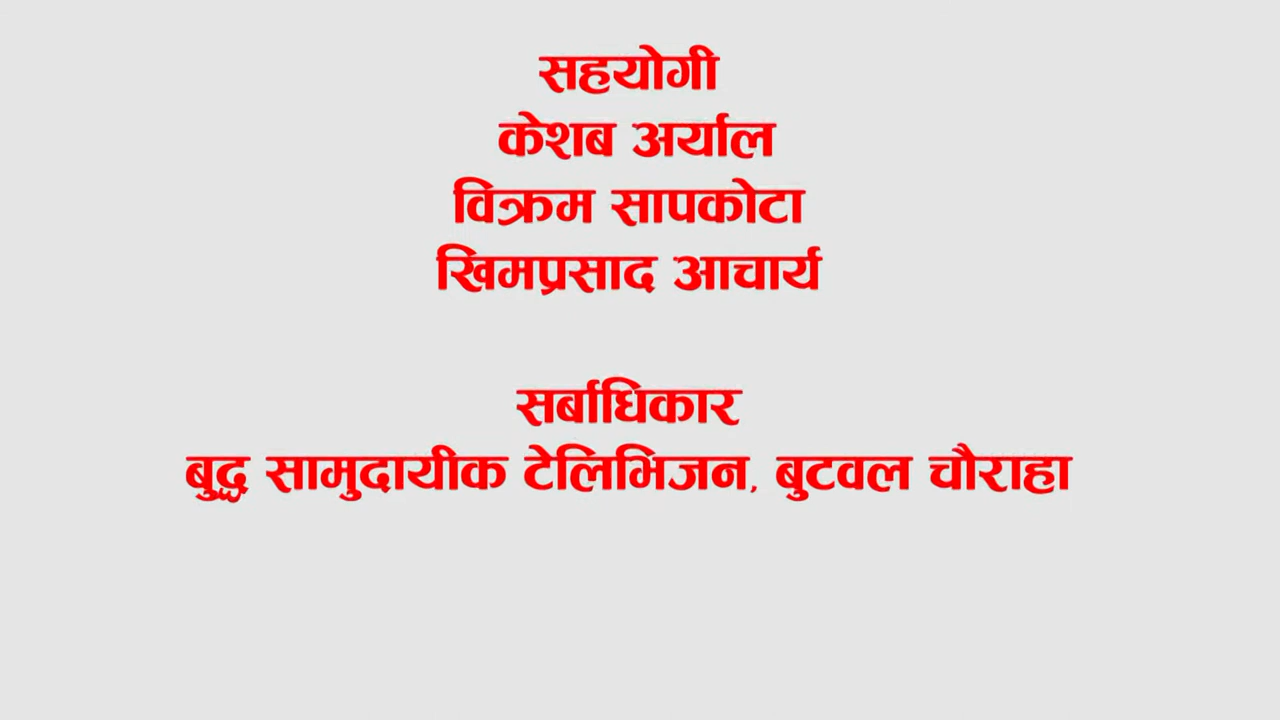 सहयोगी
केशब अर्याल
विक्रम सापकोटा
खिमप्रसाद आचार्य
सर्बाधिकार
बुद्ध सामुदायीक टेलिभिजन, बुटवल चौराहा